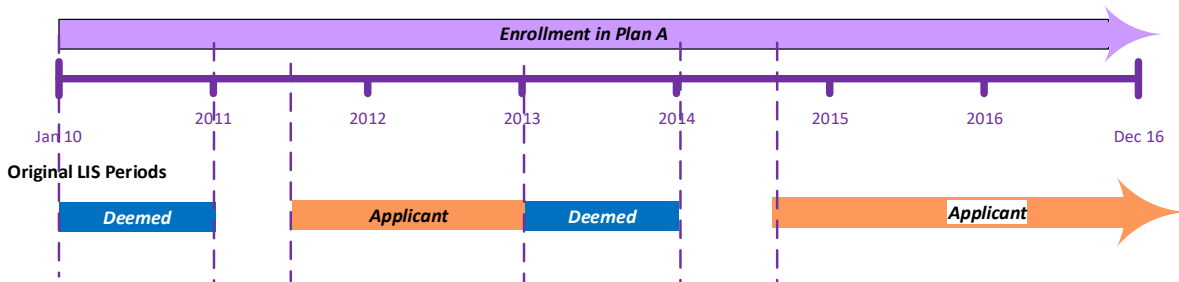 Enrollment in Plan A
2011 2012 2013 2014 2015 2016
Jan 10 Dec 16
Original LIS Periods
Deemed Applicant Deemed Applicant